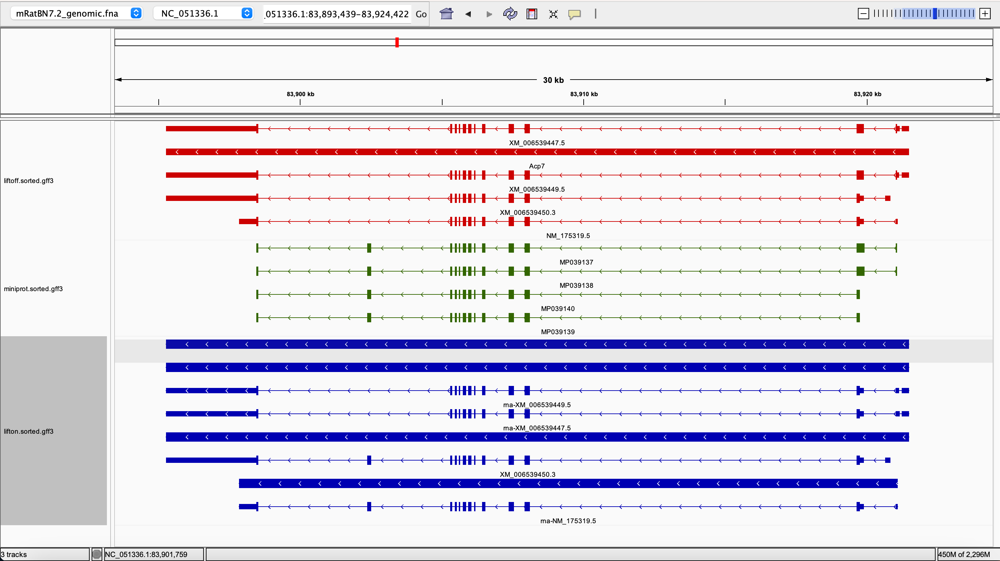 mRatBN7.2_genomic.fna NC_051336.1 .051336.1:83,893,439-83,924,422 Go
30 kb
83,900 kb 83,910 kb 83,920 kb
XM_006539447.5
Acp7
liftoff.sorted.gff3
XM_006539449.5
XM_006539450.3
NM_175319.5
MP039137
MP039138
miniprot.sorted.gff3
MP039140
MP039139
rna-XM_006539449.5
rna-XM_006539447.5
lifton.sorted.gff3
XM_006539450.3
rna-NM_175319.5
3 tracks NC_051336.1:83,901,759 450M of 2,296M